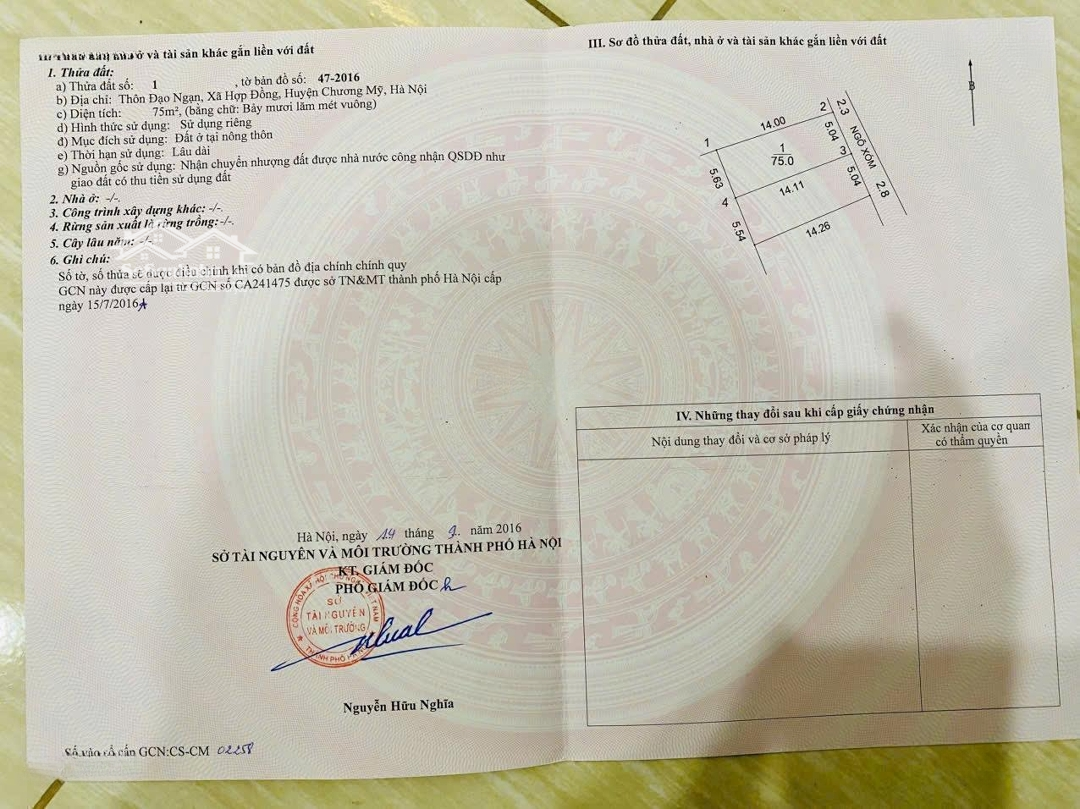 và tài sản khác gắn liền với đất
1. Thửa đất:
a) Thửa đất số: 1 , tờ bản đồ số: 47-2016
b) Địa chỉ: Thôn Đạo Ngạn, Xã Hợp Đồng, Huyện Chương Mỹ, Hà Nội
c) Diện tích: 75m², (bằng chữ: Bảy mươi lăm mét vuông)
d) Hình thức sử dụng: Sử dụng riêng
đ) Mục đích sử dụng: Đất ở tại nông thôn
e) Thời hạn sử dụng: Lâu dài
g) Nguồn gốc sử dụng: Nhận chuyển nhượng đất được nhà nước công nhận QSDĐ như
giao đất có thu tiền sử dụng đất
2. Nhà ở: -/-.
3. Công trình xây dựng khác: -/-.
4. Rừng sản xuất là rừng trồng: -/-.
5. Cây lâu năm: -/-.
6. Ghi chú:
Số tờ, số thửa sẽ được điều chỉnh khi có bản đồ địa chính chính quy
GCN này được cấp lại từ GCN số CA241475 được sở TN&MT thành phố Hà Nội cấp
ngày 15/7/2016
Hà Nội, ngày 14 tháng 9. năm 2016
SỞ TÀI NGUYÊN VÀ MÔI TRƯỜNG THÀNH PHỐ HÀ NỘI
KT. GIÁM ĐỐC
PHÓ GIÁM ĐỐC
SỞ
TÀI NGUYÊN
VÀ MÔI TRƯỜNG
Nguyễn Hữu Nghĩa
Số vào sổ cấp GCN:CS-CM 02258
III. Sơ đồ thửa đất, nhà ở và tài sản khác gắn liền với đất
B
1
14.00
2
2.3
5.04
NGÕ XÓM
1
75.0
3
5.63
5.04
2.8
4
14.11
5.54
14.26
IV. Những thay đổi sau khi cấp giấy chứng nhận
Nội dung thay đổi và cơ sở pháp lý
Xác nhận của cơ quan
có thẩm quyền